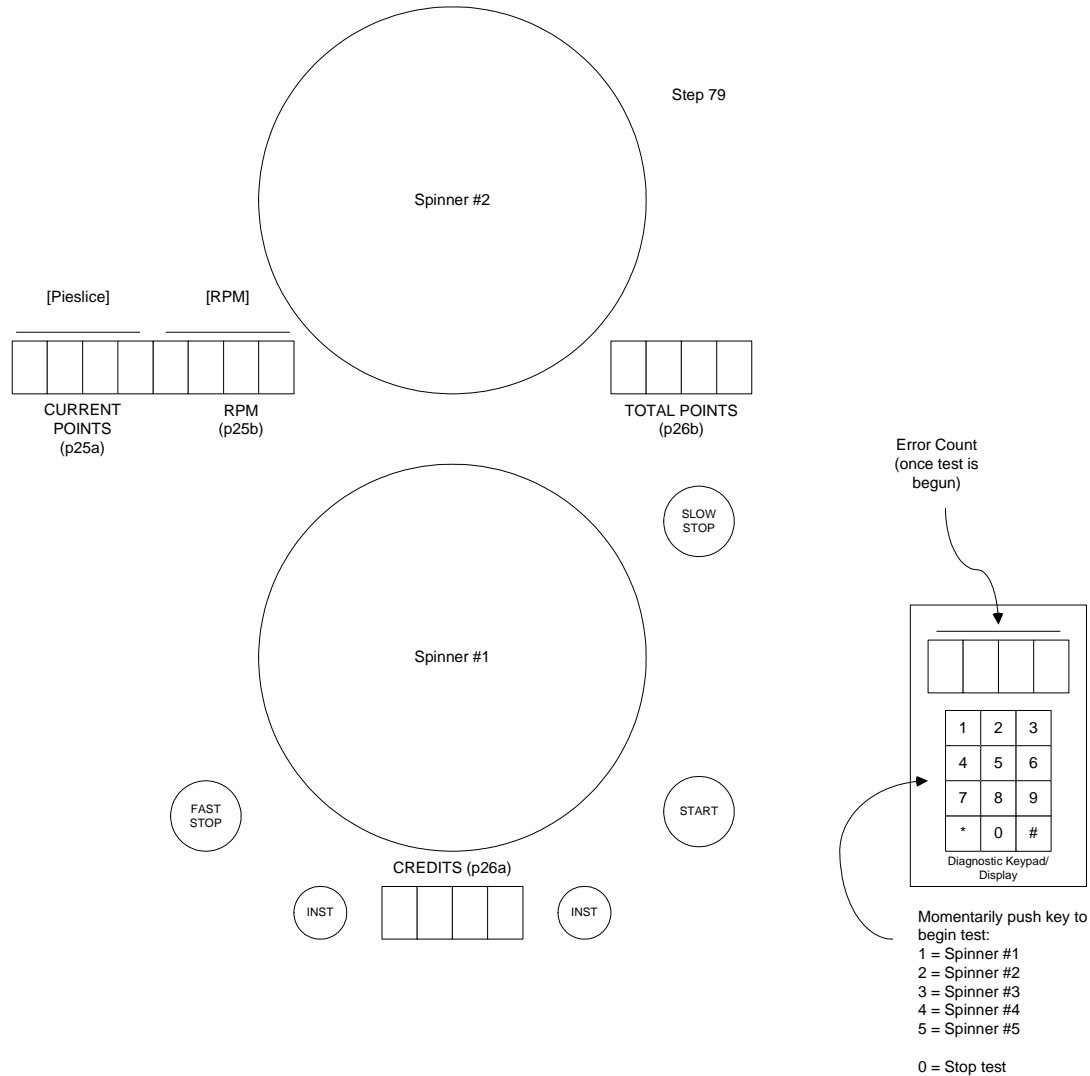 Step 79
Spinner #2
[Pieslice]
[RPM]
CURRENT
POINTS
(p25a)
RPM
(p25b)
TOTAL POINTS
(p26b)
Error Count
(once test is
begun)
SLOW
STOP
Spinner #1
FAST
STOP
START
1 2 3
4 5 6
7 8 9
* 0 #
Diagnostic Keypad/
Display
CREDITS (p26a)
INST
INST
Momentarily push key to
begin test:
1 = Spinner #1
2 = Spinner #2
3 = Spinner #3
4 = Spinner #4
5 = Spinner #5
0 = Stop test